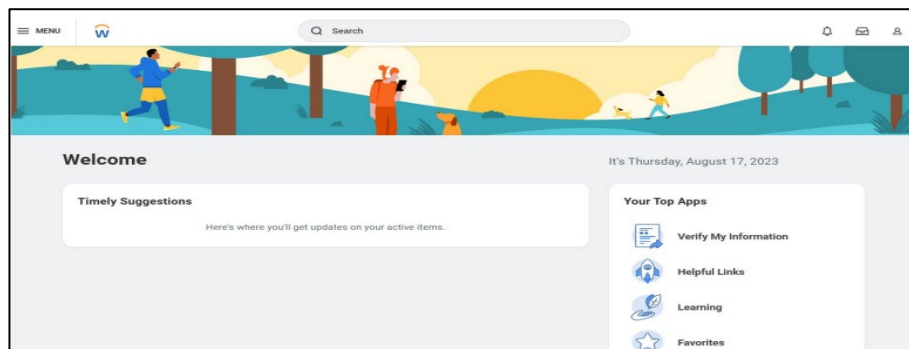 MENU
W
Search
Welcome
It's Thursday, August 17, 2023
Timely Suggestions
Here's where you'll get updates on your active items.
Your Top Apps
Verify My Information
Helpful Links
Learning
Favorites